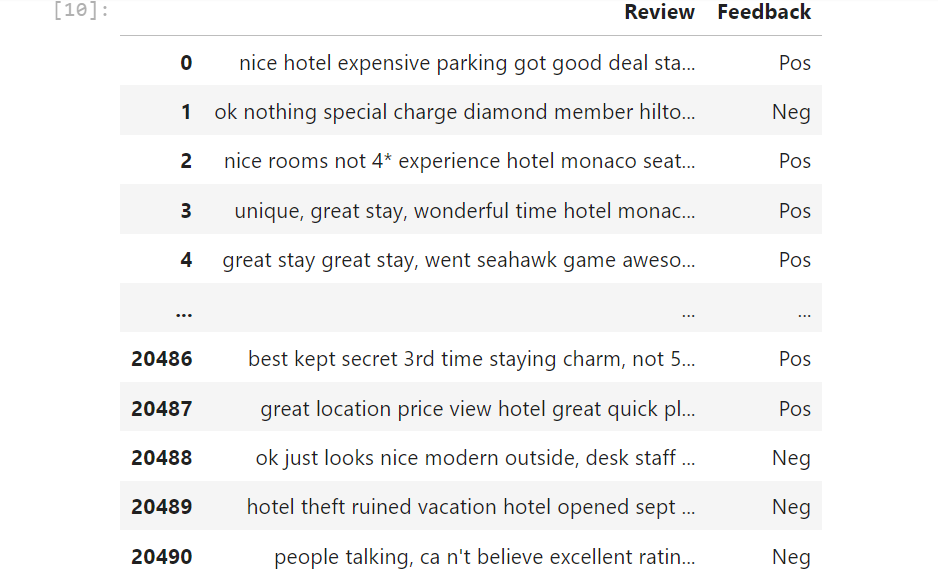 [10]:
Review Feedback
0 nice hotel expensive parking got good deal sta... Pos
1 ok nothing special charge diamond member hilto... Neg
2 nice rooms not 4* experience hotel monaco seat... Pos
3 unique, great stay, wonderful time hotel monac... Pos
4 great stay great stay, went seahawk game aweso... Pos
... ... ...
20486 best kept secret 3rd time staying charm, not 5... Pos
20487 great location price view hotel great quick pl... Pos
20488 ok just looks nice modern outside, desk staff ... Neg
20489 hotel theft ruined vacation hotel opened sept ... Neg
20490 people talking, ca n't believe excellent ratin... Neg